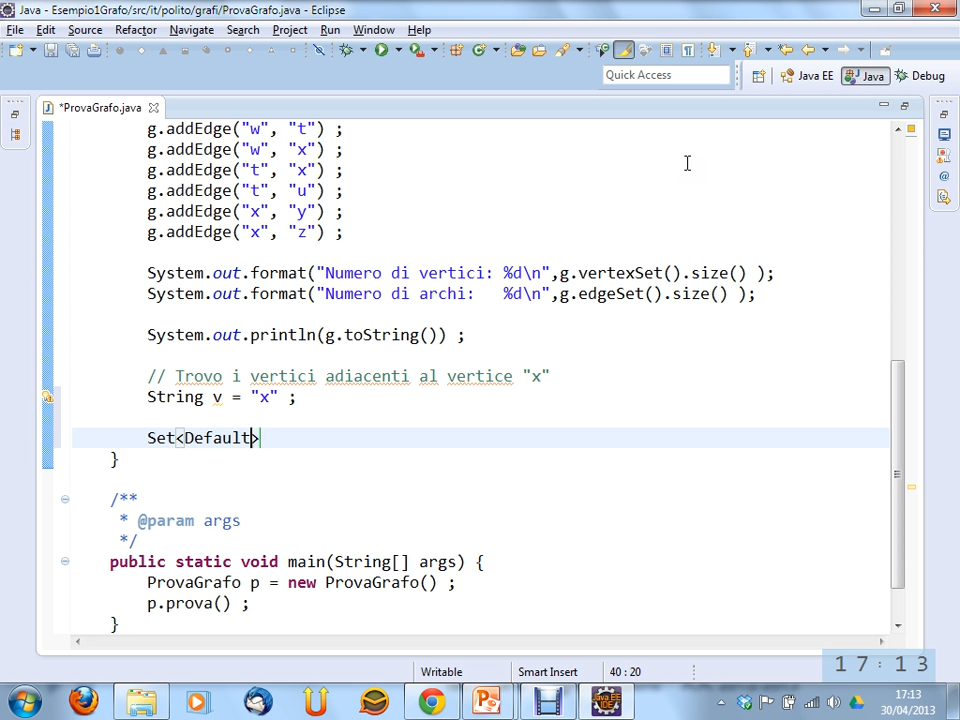 Java - Esempio1Grafo/src/it/polito/grafi/ProvaGrafo.java - Eclipse
File Edit Source Refactor Navigate Search Project Run Window Help
Quick Access
Java EE Java Debug
*ProvaGrafo.java
g.addEdge("w", "t") ;
g.addEdge("w", "x") ;
g.addEdge("t", "x") ;
g.addEdge("t", "u") ;
g.addEdge("x", "y") ;
g.addEdge("x", "z") ;
System.out.format("Numero di vertici: %d\n",g.vertexSet().size() );
System.out.format("Numero di archi:   %d\n",g.edgeSet().size() );
System.out.println(g.toString()) ;
// Trovo i vertici adiacenti al vertice "x"
String v = "x" ;
Set<Default>
}
/**
* @param args
*/
public static void main(String[] args) {
ProvaGrafo p = new ProvaGrafo() ;
p.prova() ;
}
Writable Smart Insert 40 : 20
17:13
17:13
30/04/2013